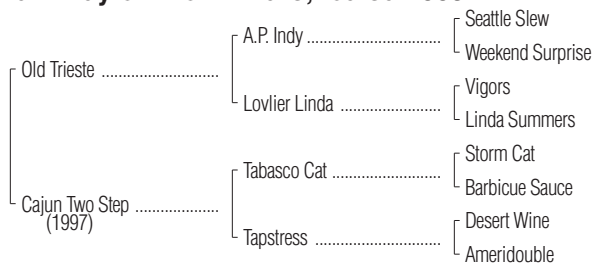 Old Trieste
A.P. Indy
Seattle Slew
Weekend Surprise
Lovlier Linda
Vigors
Linda Summers
Cajun Two Step
(1997)
Tabasco Cat
Storm Cat
Barbicue Sauce
Tapstress
Desert Wine
Ameridouble